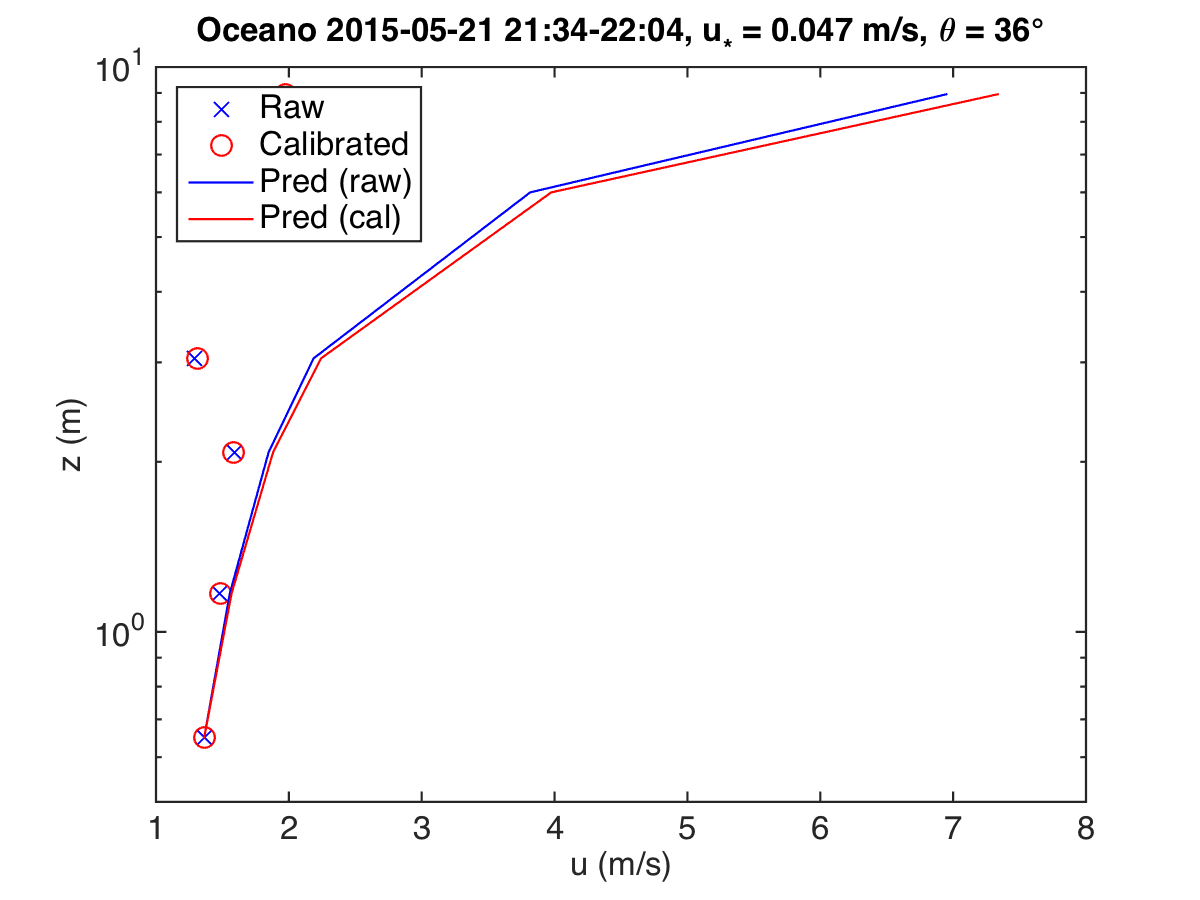 Oceano 2015-05-21 21:34-22:04, u* = 0.047 m/s, θ = 36°
10^1
Raw
Calibrated
Pred (raw)
Pred (cal)
z (m)
10^0
1 2 3 4 5 6 7 8
u (m/s)